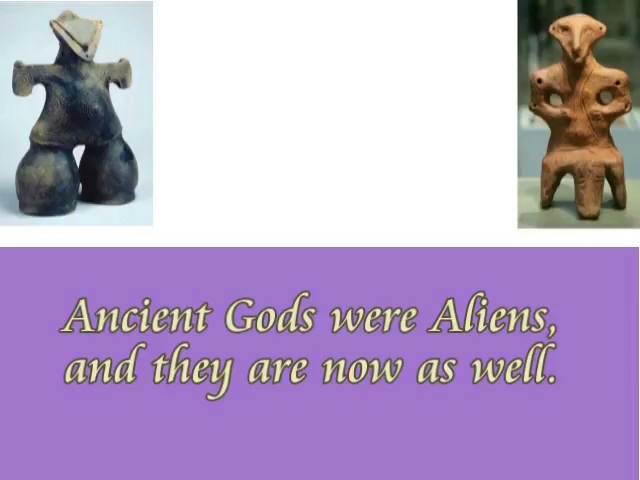 Ancient Gods were Aliens,
and they are now as well.